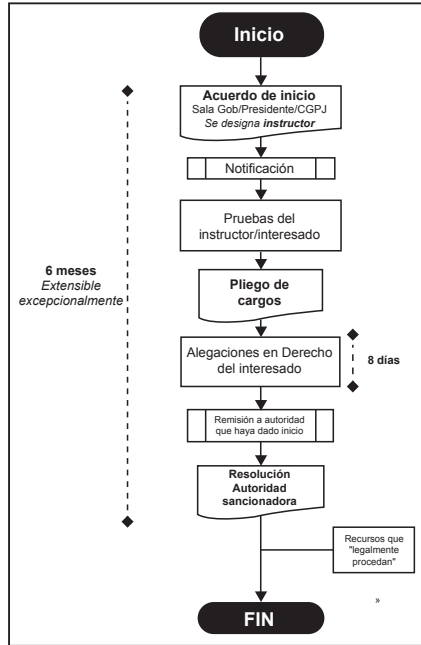 Inicio
Acuerdo de inicio
Sala Gob/Presidente/CGPJ
Se designa instructor
Notificación
Pruebas del
instructor/interesado
6 meses
Extensible
excepcionalmente
Pliego de
cargos
Alegaciones en Derecho
del interesado
8 días
Remisión a autoridad
que haya dado inicio
Resolución
Autoridad
sancionadora
Recursos que
"legalmente
procedan"
»
FIN